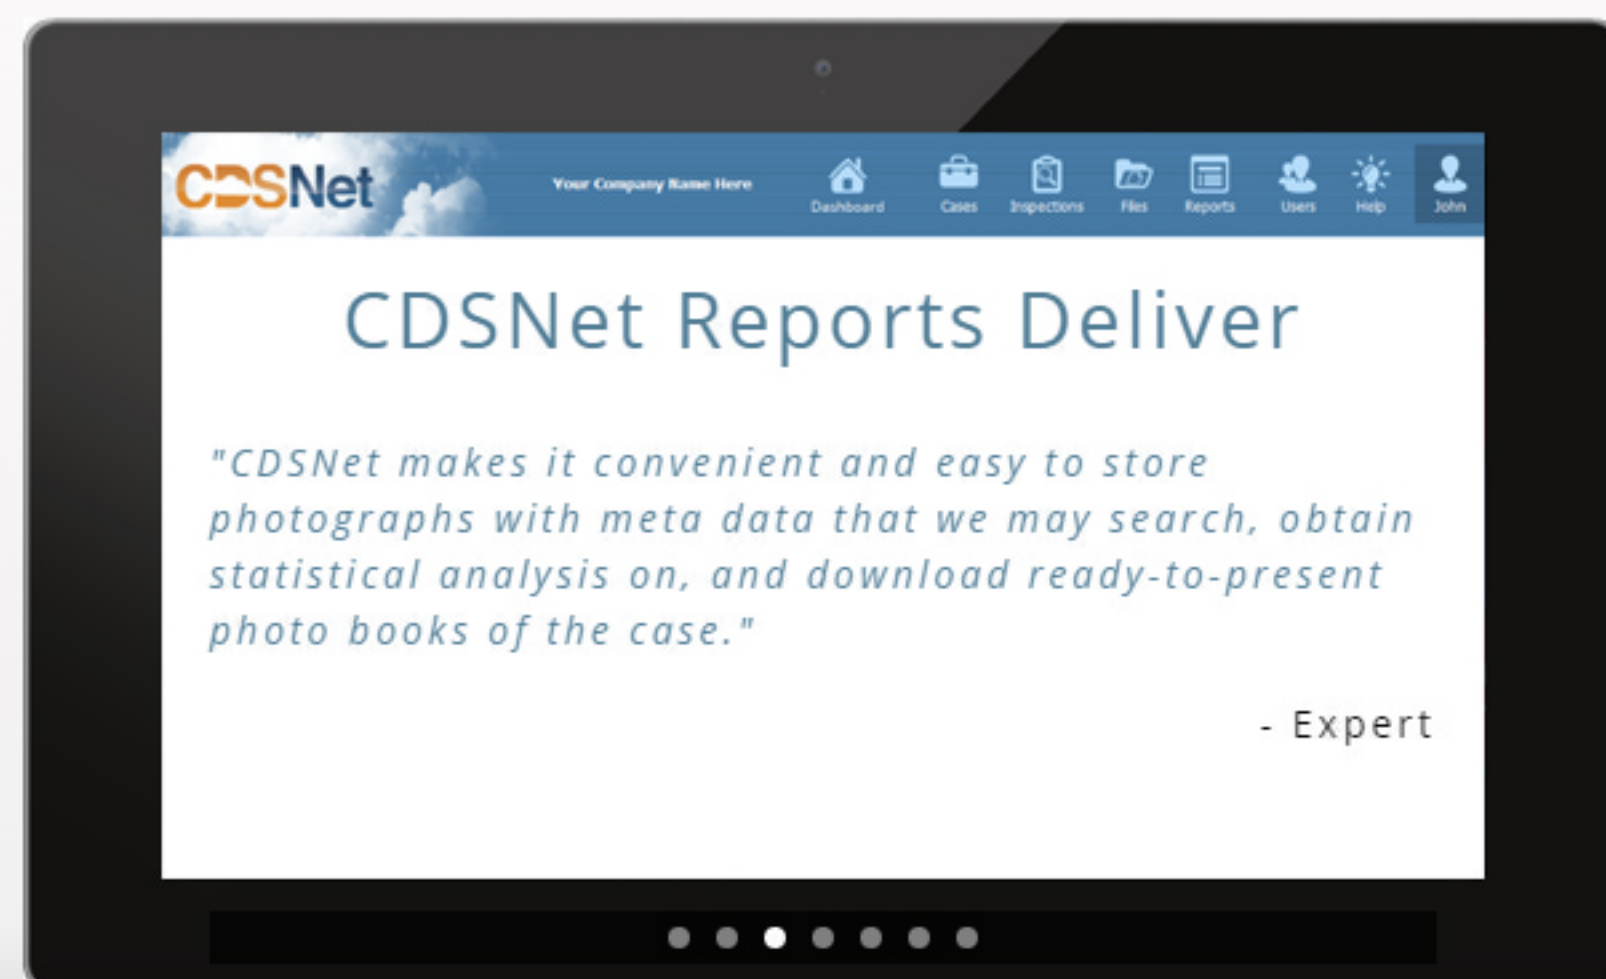 CDSNet
Your Company Name Here
Dashboard
Cases
Inspections
Files
Reports
Users
Help
John
CDSNet Reports Deliver
"CDSNet makes it convenient and easy to store
photographs with meta data that we may search, obtain
statistical analysis on, and download ready-to-present
photo books of the case."
- Expert